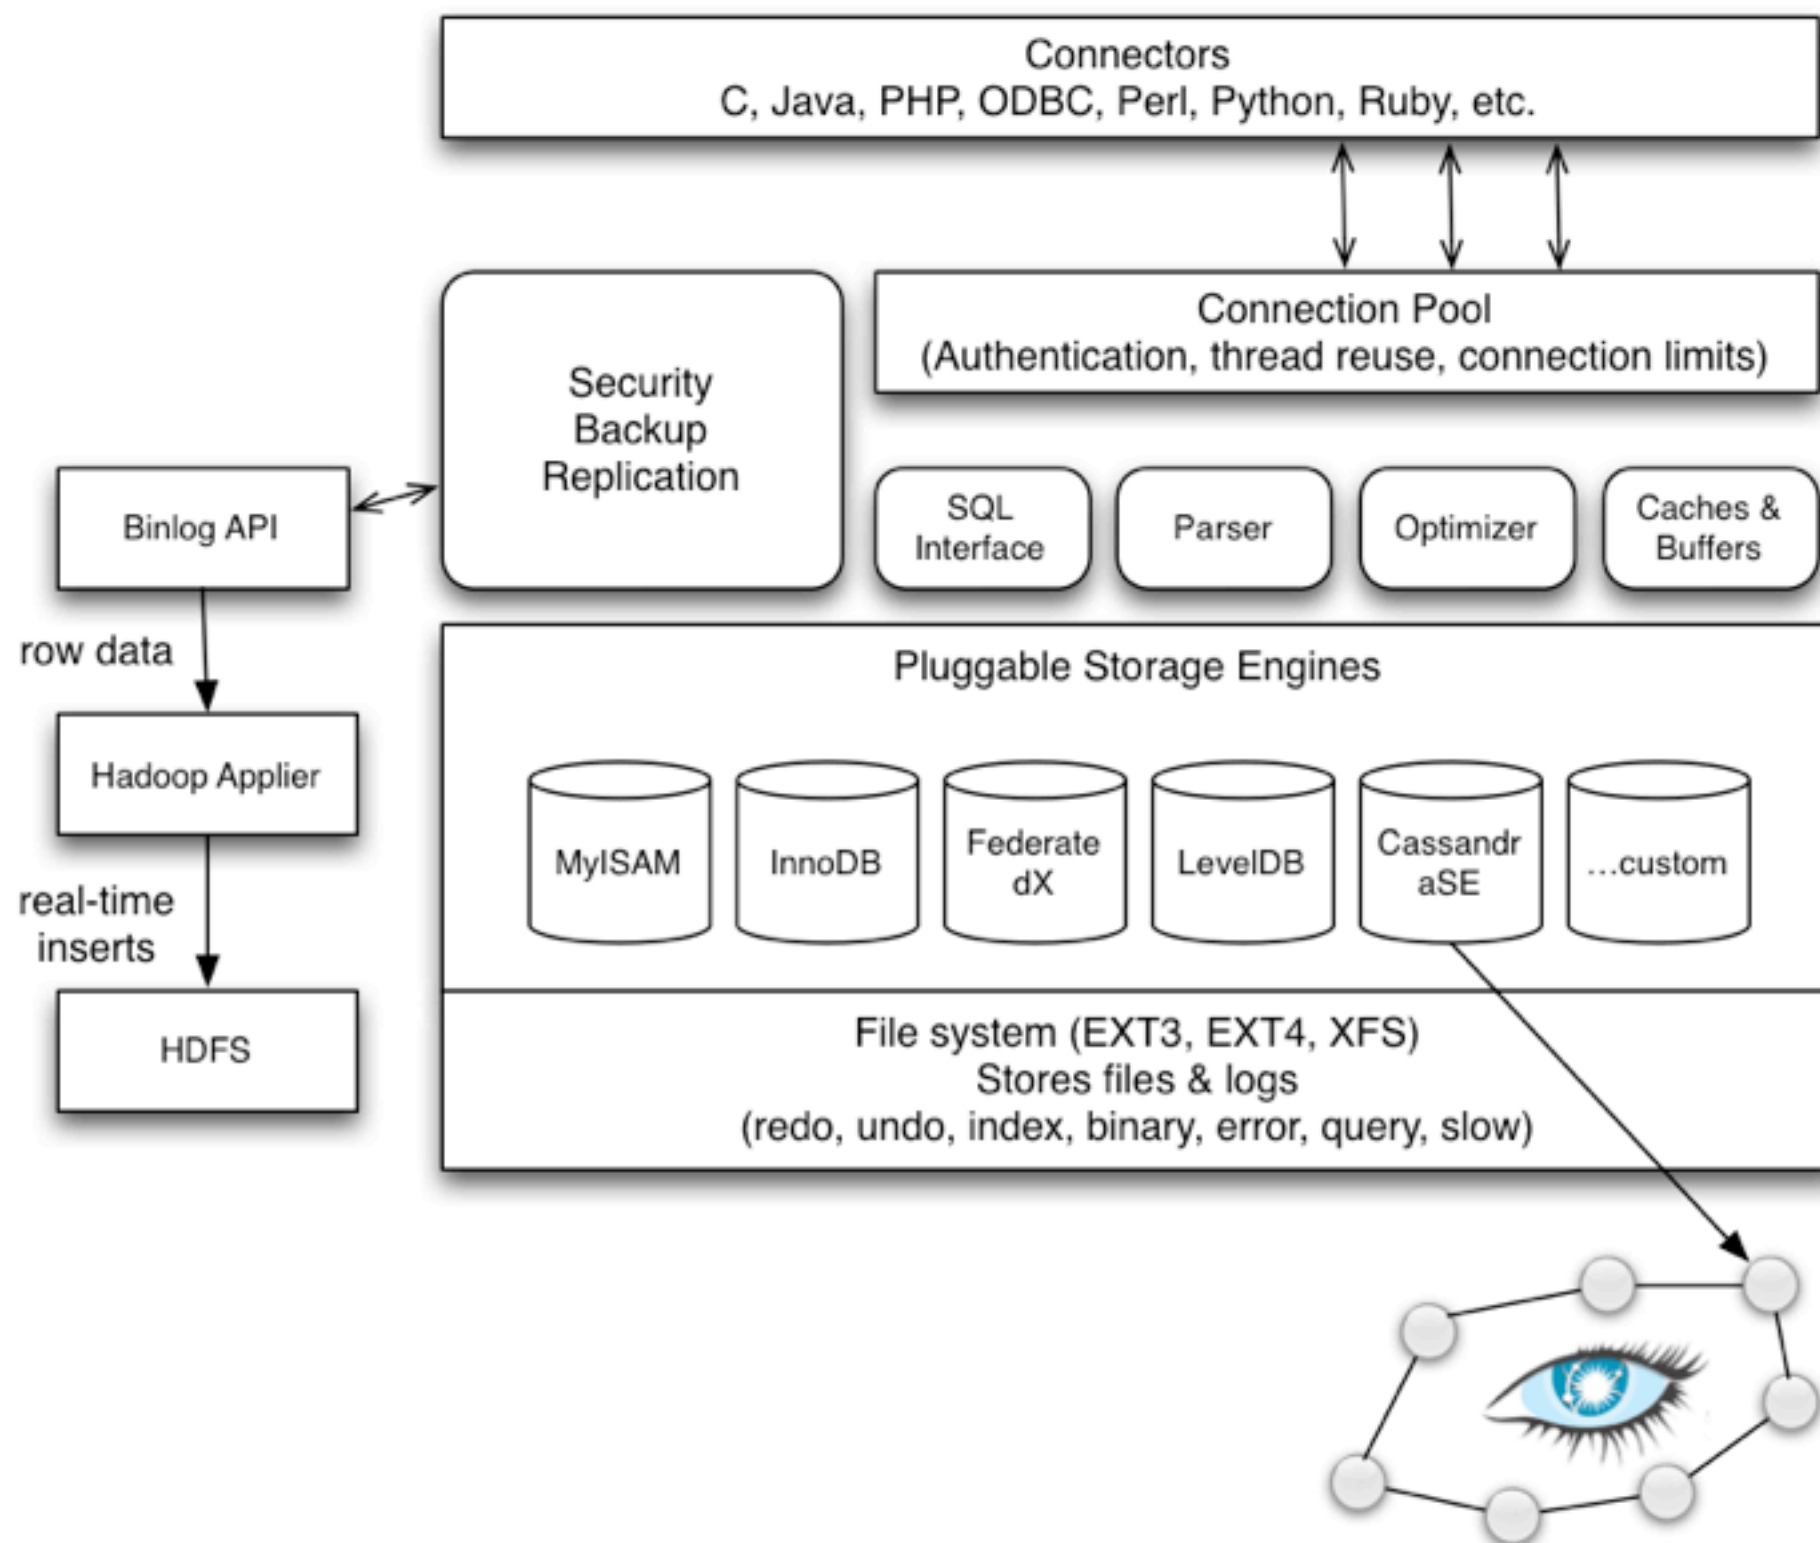 Connectors
C, Java, PHP, ODBC, Perl, Python, Ruby, etc.
Connection Pool
(Authentication, thread reuse, connection limits)
Security
Backup
Replication
SQL
Interface
Parser
Optimizer
Caches &
Buffers
Binlog API
row data
Hadoop Applier
real-time
inserts
HDFS
Pluggable Storage Engines
MyISAM
InnoDB
Federate
dX
LevelDB
Cassandr
aSE
...custom
File system (EXT3, EXT4, XFS)
Stores files & logs
(redo, undo, index, binary, error, query, slow)